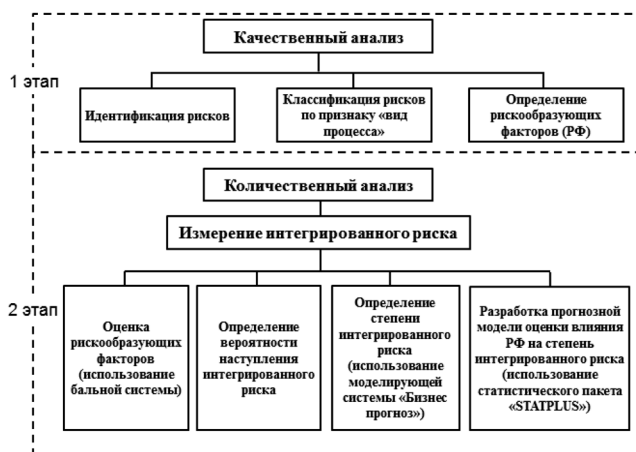 Качественный анализ
1 этап
Идентификация рисков
Классификация рисков
по признаку «вид
процесса»
Определение
рискообразующих
факторов (РФ)
Количественный анализ
Измерение интегрированного риска
2 этап
Оценка
рискообразующих
факторов
(использование
бальной системы)
Определение
вероятности
наступления
интегрированного
риска
Определение
степени
интегрированного
риска
(использование
моделирующей
системы «Бизнес
прогноз»)
Разработка прогнозной
модели оценки влияния
РФ на степень
интегрированного риска
(использование
статистического пакета
«STATPLUS»)